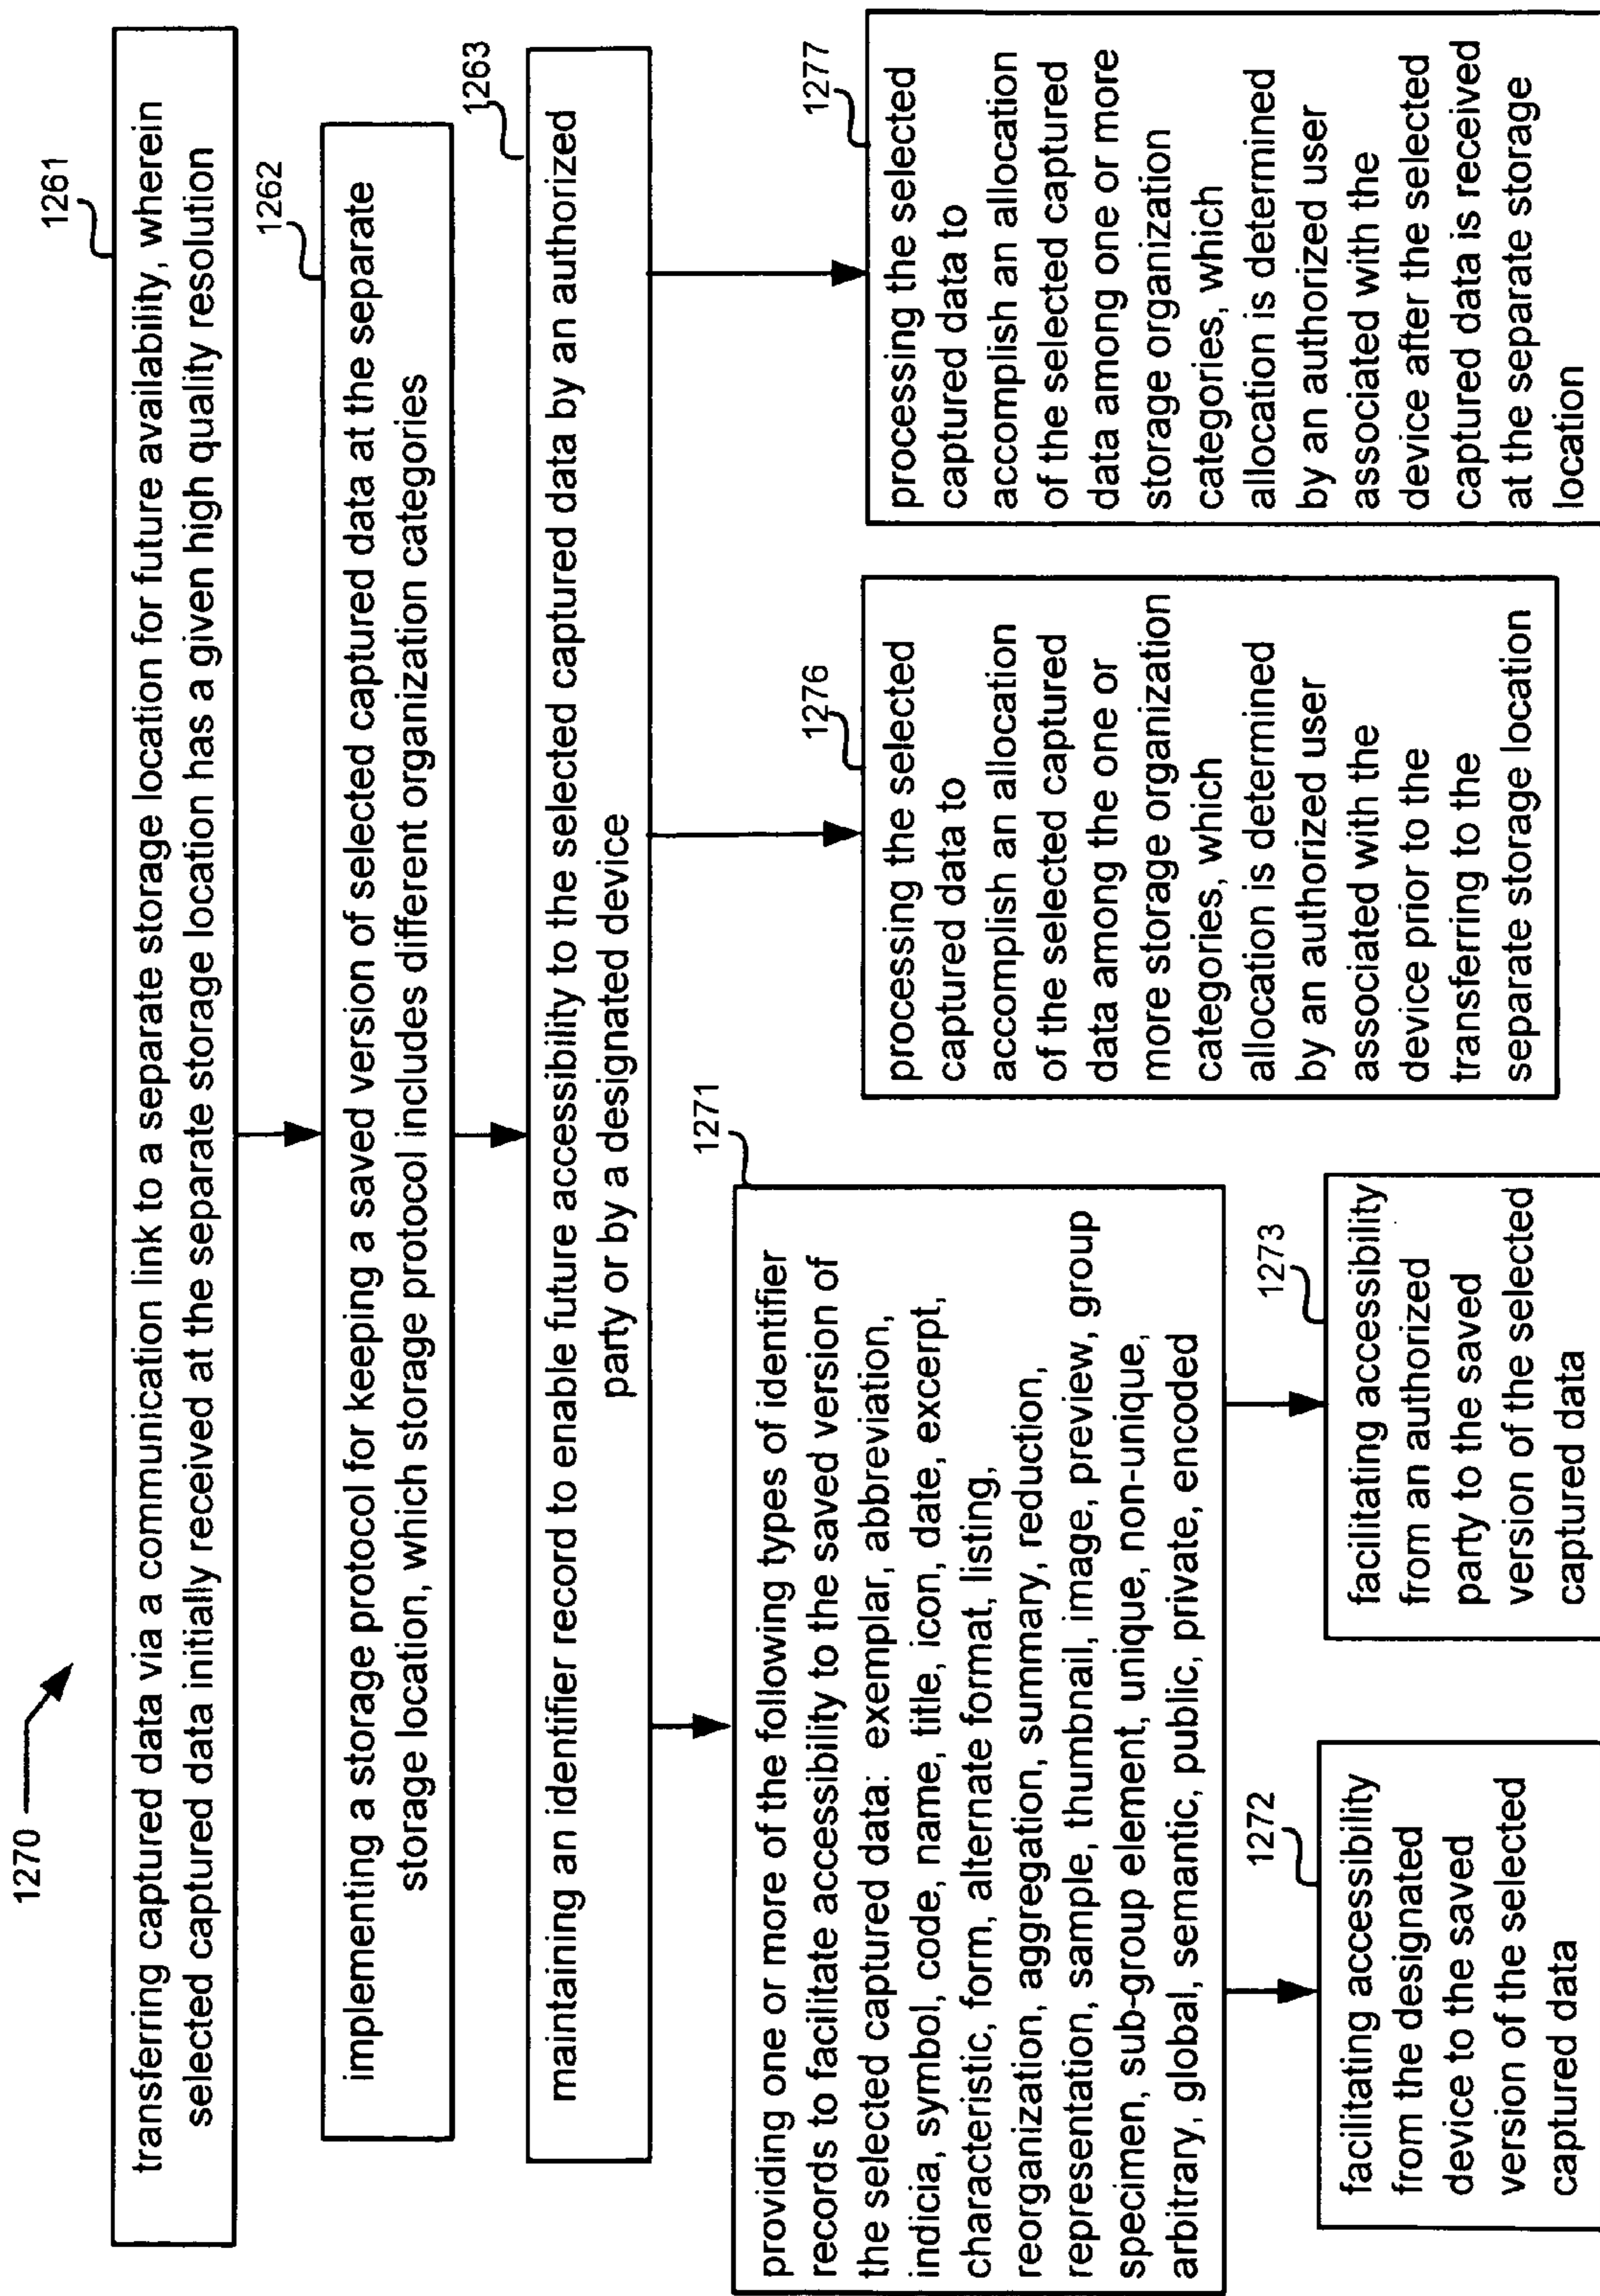 1270
1261
transferring captured data via a communication link to a separate storage location for future availability, wherein
selected captured data initially received at the separate storage location has a given high quality resolution
1262
implementing a storage protocol for keeping a saved version of selected captured data at the separate
storage location, which storage protocol includes different organization categories
1263
maintaining an identifier record to enable future accessibility to the selected captured data by an authorized
party or by a designated device
1271
providing one or more of the following types of identifier
records to facilitate accessibility to the saved version of
the selected captured data: exemplar, abbreviation,
indicia, symbol, code, name, title, icon, date, excerpt,
characteristic, form, alternate format, listing,
reorganization, aggregation, summary, reduction,
representation, sample, thumbnail, image, preview, group
specimen, sub-group element, unique, non-unique,
arbitrary, global, semantic, public, private, encoded
1272
facilitating accessibility
from the designated
device to the saved
version of the selected
captured data
1273
facilitating accessibility
from an authorized
party to the saved
version of the selected
captured data
1276
processing the selected
captured data to
accomplish an allocation
of the selected captured
data among the one or
more storage organization
categories, which
allocation is determined
by an authorized user
associated with the
device prior to the
transferring to the
separate storage location
1277
processing the selected
captured data to
accomplish an allocation
of the selected captured
data among one or more
storage organization
categories, which
allocation is determined
by an authorized user
associated with the
device after the selected
captured data is received
at the separate storage
location